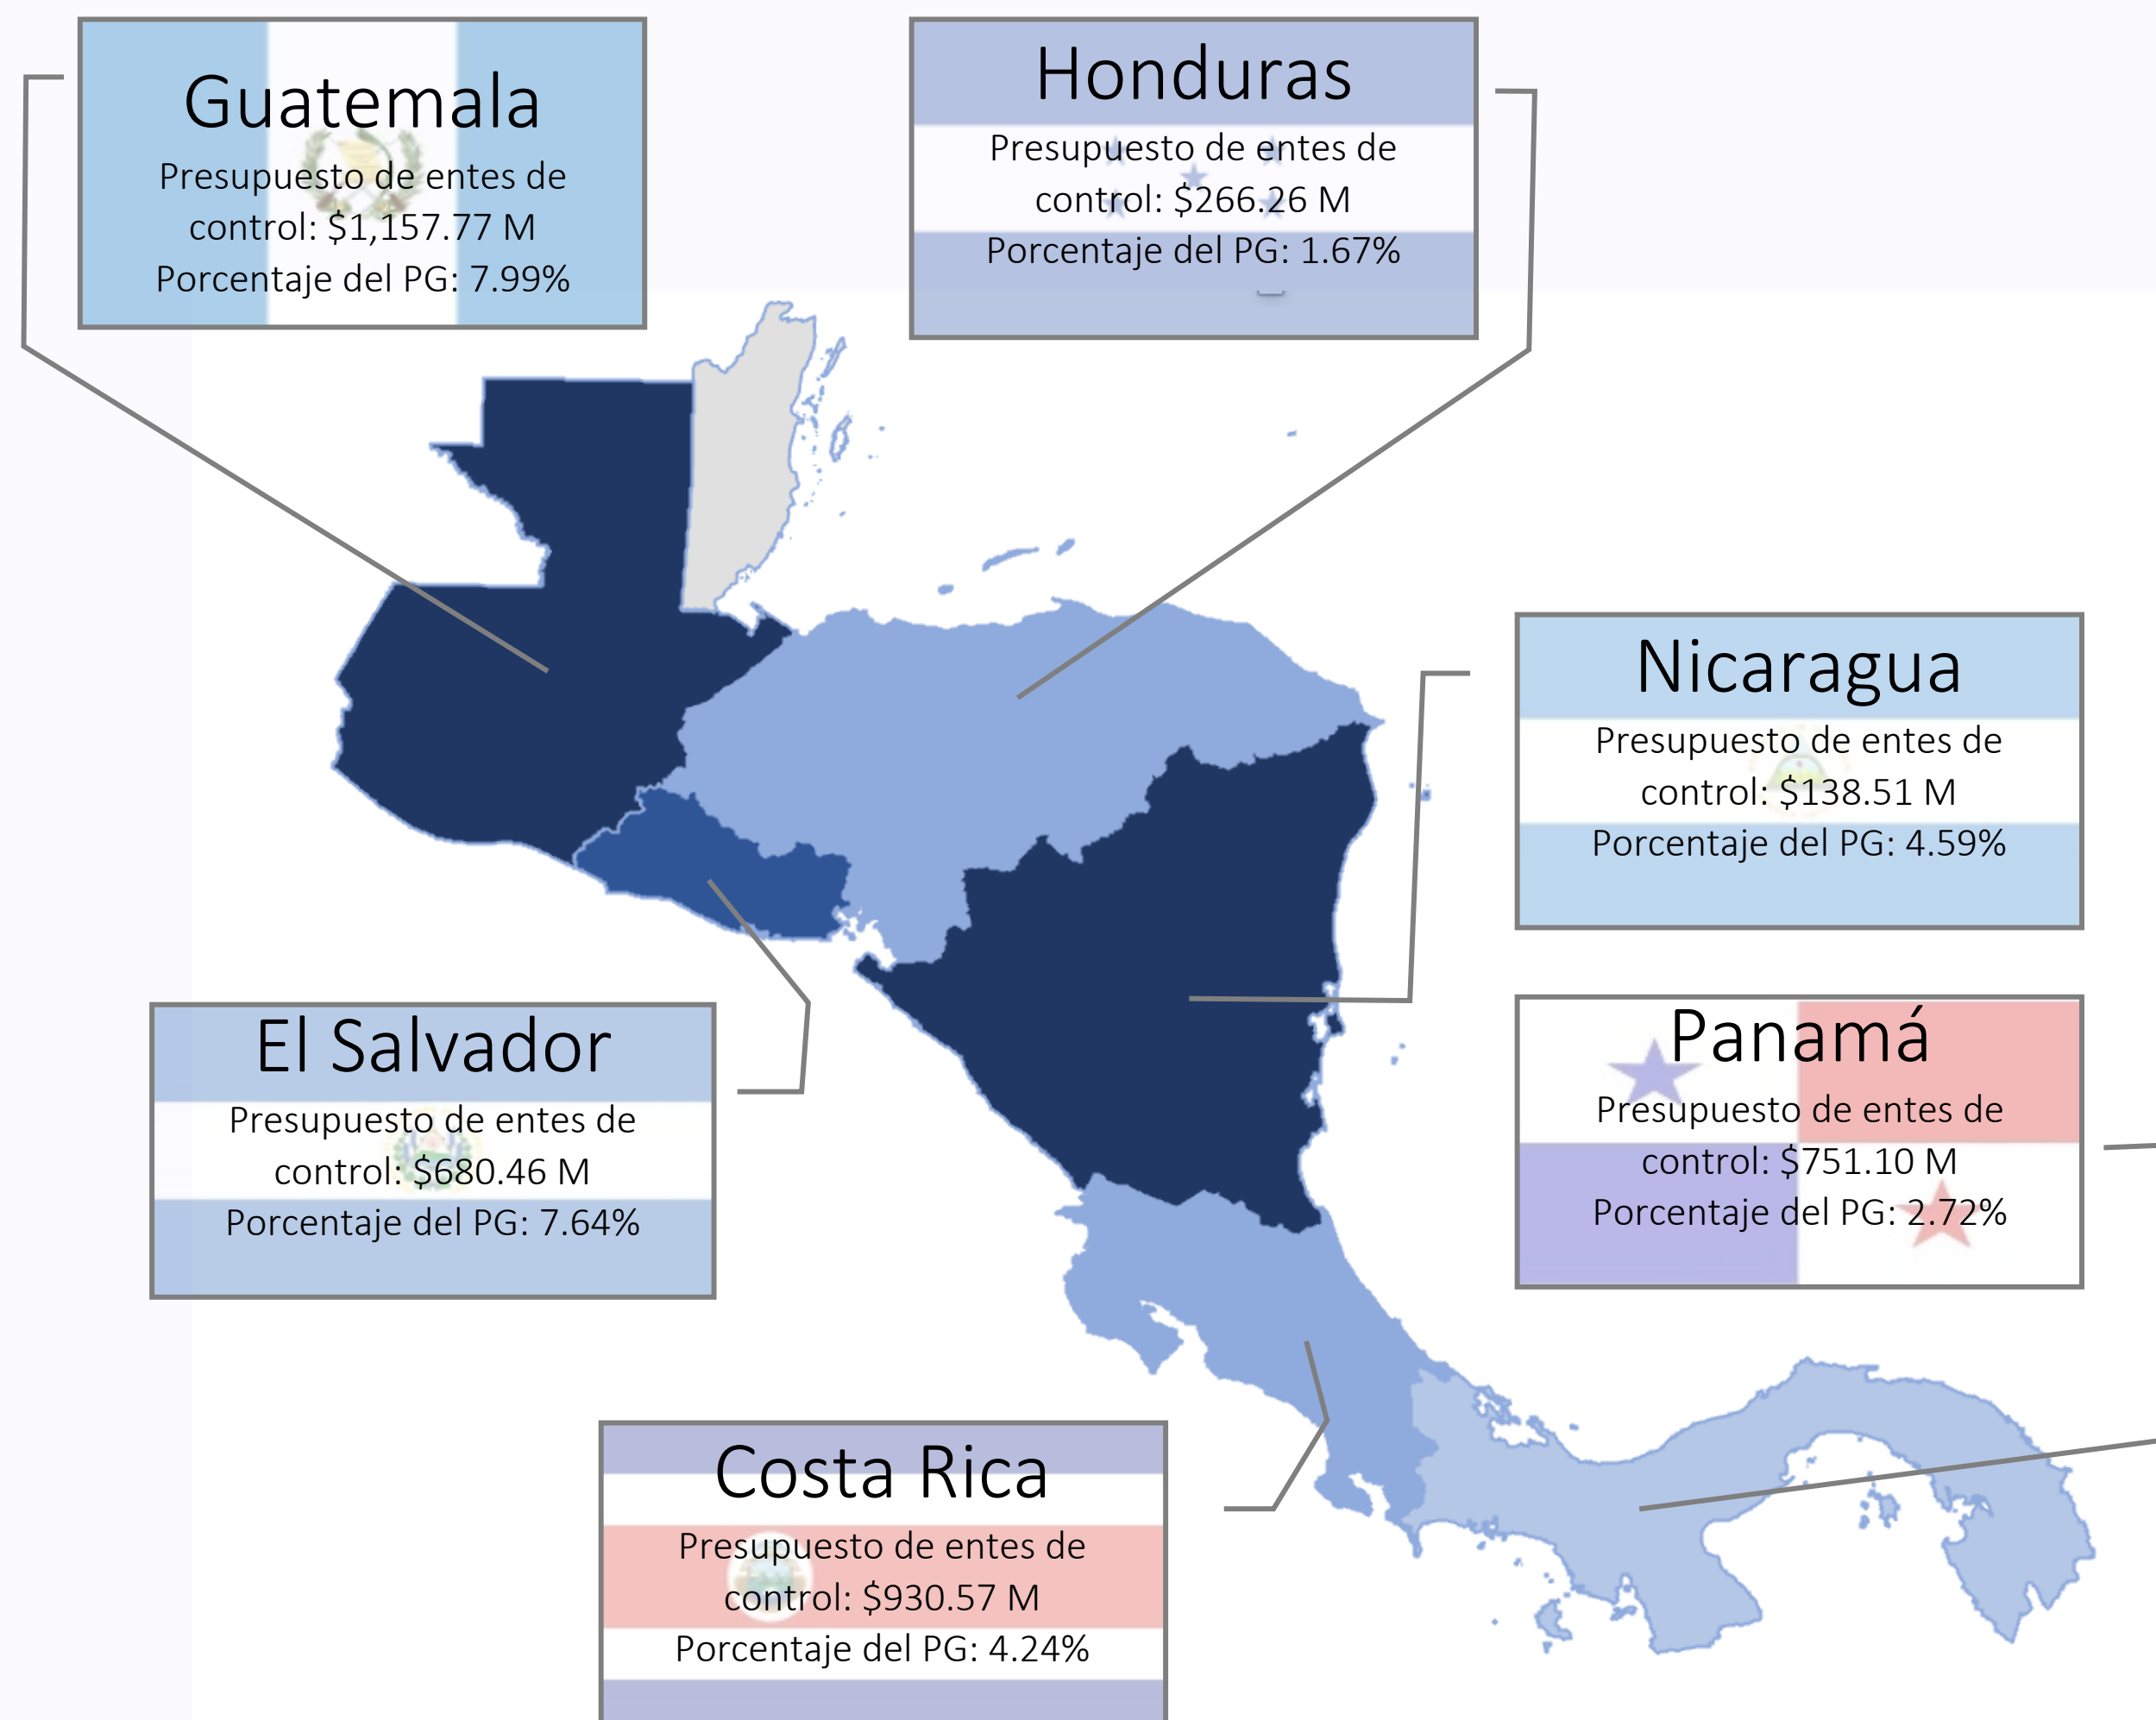 Guatemala
Presupuesto de entes de
control: $1,157.77 M
Porcentaje del PG: 7.99%
Honduras
Presupuesto de entes de
control: $266.26 M
Porcentaje del PG: 1.67%
Nicaragua
Presupuesto de entes de
control: $138.51 M
Porcentaje del PG: 4.59%
El Salvador
Presupuesto de entes de
control: $680.46 M
Porcentaje del PG: 7.64%
Panamá
Presupuesto de entes de
control: $751.10 M
Porcentaje del PG: 2.72%
Costa Rica
Presupuesto de entes de
control: $930.57 M
Porcentaje del PG: 4.24%